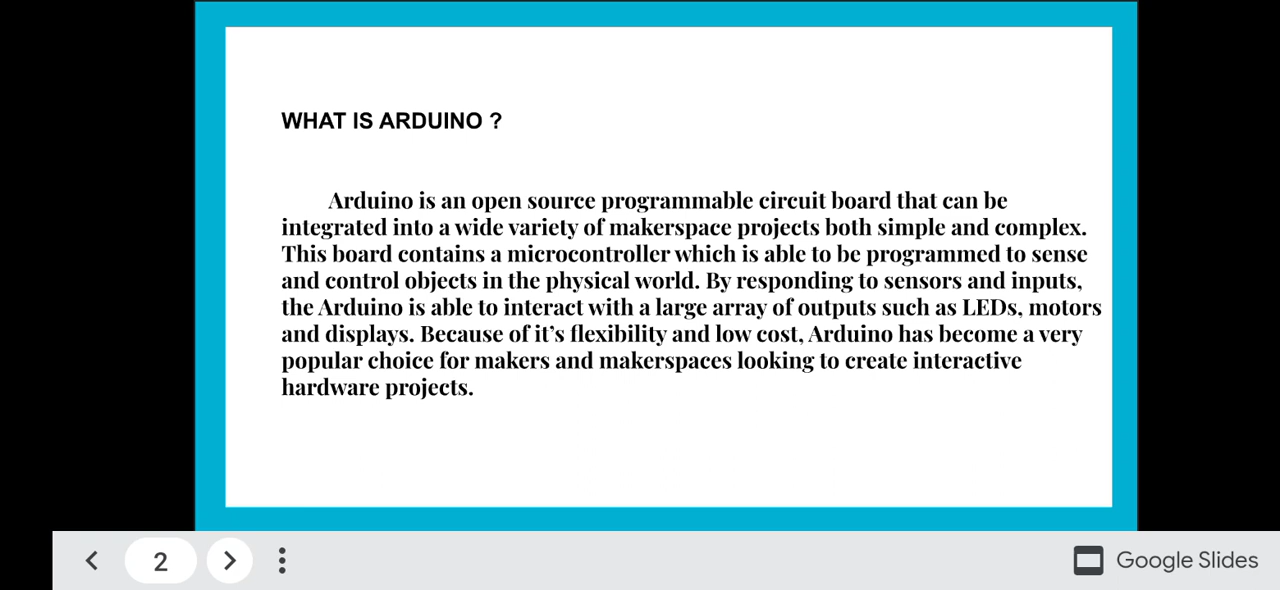 WHAT IS ARDUINO ?
Arduino is an open source programmable circuit board that can be
integrated into a wide variety of makerspace projects both simple and complex.
This board contains a microcontroller which is able to be programmed to sense
and control objects in the physical world. By responding to sensors and inputs,
the Arduino is able to interact with a large array of outputs such as LEDs, motors
and displays. Because of it’s flexibility and low cost, Arduino has become a very
popular choice for makers and makerspaces looking to create interactive
hardware projects.
2
Google Slides